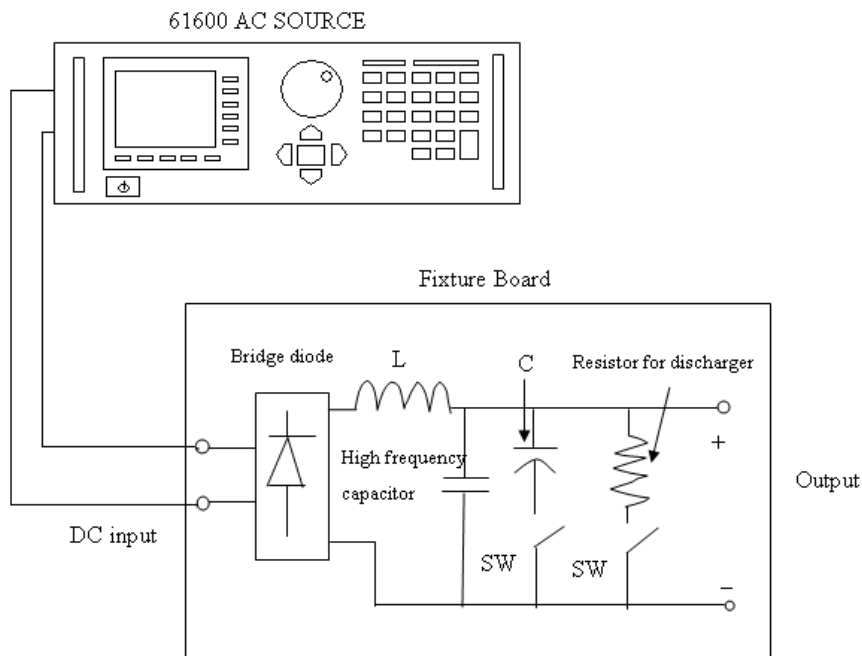 61600 AC SOURCE
Fixture Board
Bridge diode
L
C
Resistor for discharger
High frequency
capacitor
+
Output
DC input
SW
SW
−